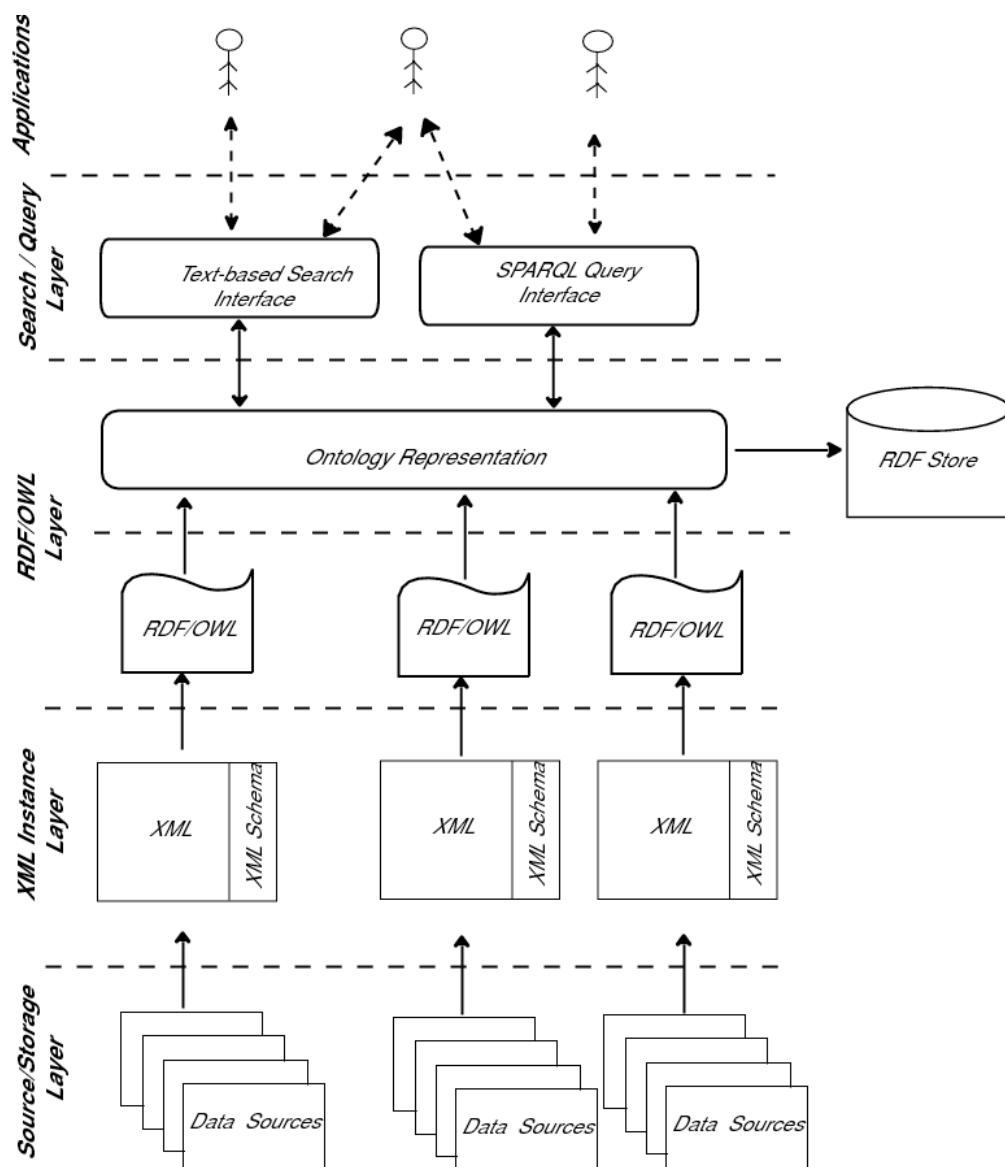 Applications
Search / Query
Layer
Text-based Search
Interface
SPARQL Query
Interface
RDF/OWL
Layer
Ontology Representation
RDF Store
RDF/OWL
RDF/OWL
RDF/OWL
XML Instance
Layer
XML
XML Schema
XML
XML Schema
XML
XML Schema
Source/Storage
Layer
Data Sources
Data Sources
Data Sources